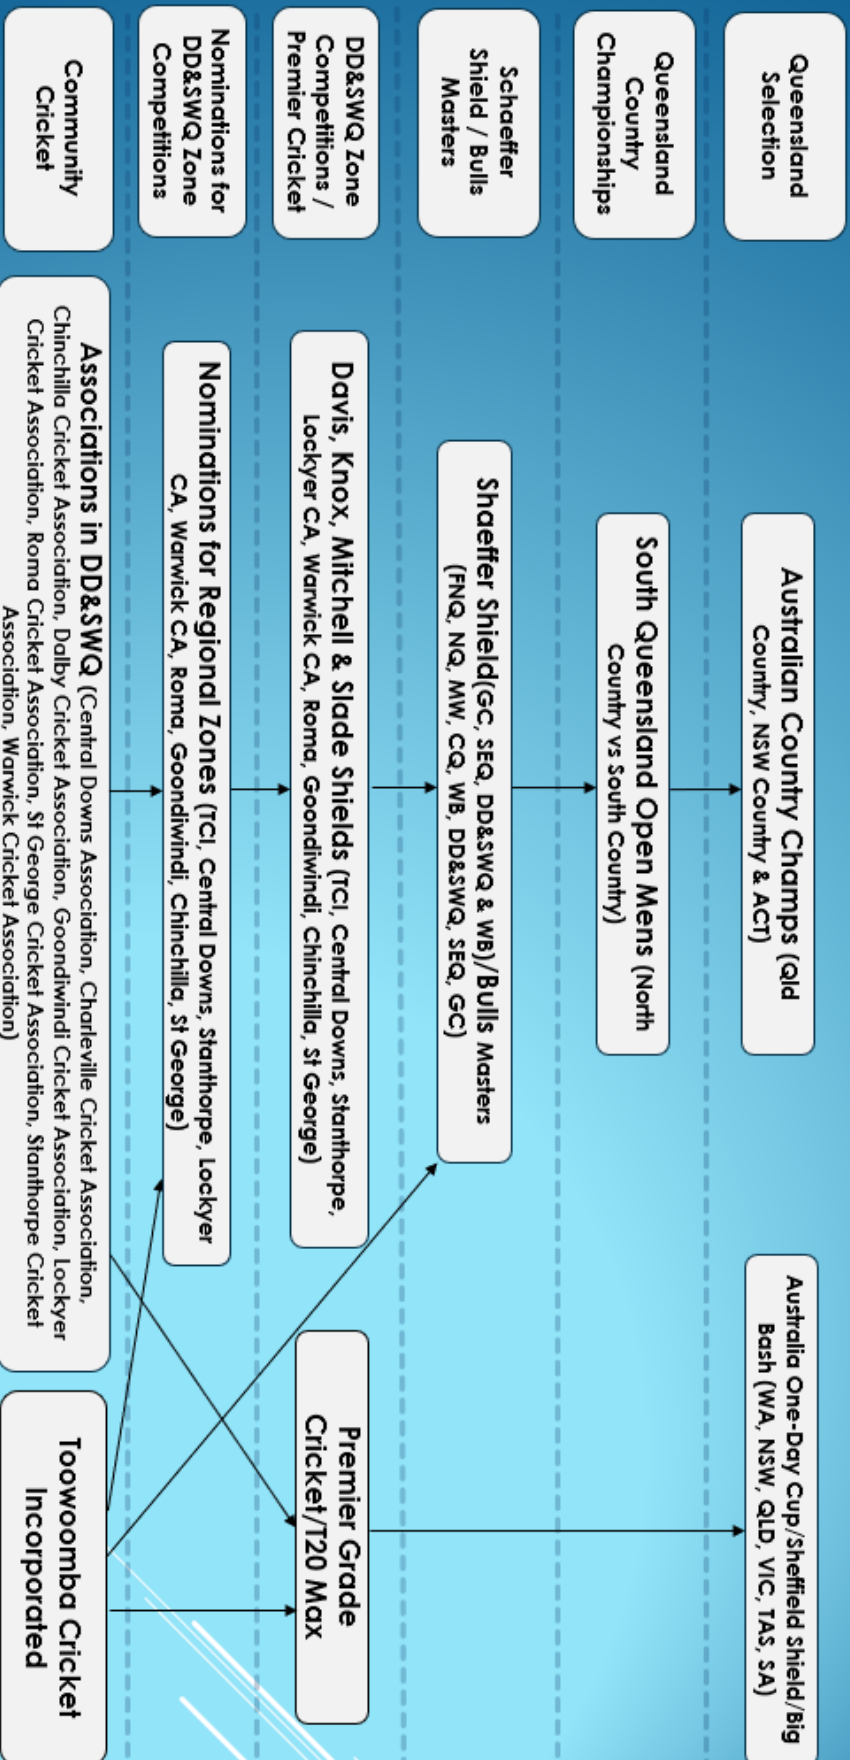 Queensland
Selection
Australian Country Champs (Qld
Country, NSW Country & ACT)
Australia One-Day Cup/Sheffield Shield/Big
Bash (WA, NSW, QLD, VIC, TAS, SA)
Queensland
Country
Championships
South Queensland Open Mens (North
Country vs South Country)
Schaeffer
Shield / Bulls
Masters
Shaeffer Shield(GC, SEQ, DD&SWQ & WB)/Bulls Masters
(FNQ, NQ, MW, CQ, WB, DD&SWQ, SEQ, GC)
DD&SWQ Zone
Competitions /
Premier Cricket
Davis, Knox, Mitchell & Slade Shields (TCI, Central Downs, Stanthorpe,
Lockyer CA, Warwick CA, Roma, Goondiwindi, Chinchilla, St George)
Premier Grade
Cricket/T20 Max
Nominations for
DD&SWQ Zone
Competitions
Nominations for Regional Zones (TCI, Central Downs, Stanthorpe, Lockyer
CA, Warwick CA, Roma, Goondiwindi, Chinchilla, St George)
Community
Cricket
Associations in DD&SWQ (Central Downs Association, Charleville Cricket Association,
Chinchilla Cricket Association, Dalby Cricket Association, Goondiwindi Cricket Association, Lockyer
Cricket Association, Roma Cricket Association, St George Cricket Association, Stanthorpe Cricket
Association, Warwick Cricket Association)
Toowoomba Cricket
Incorporated